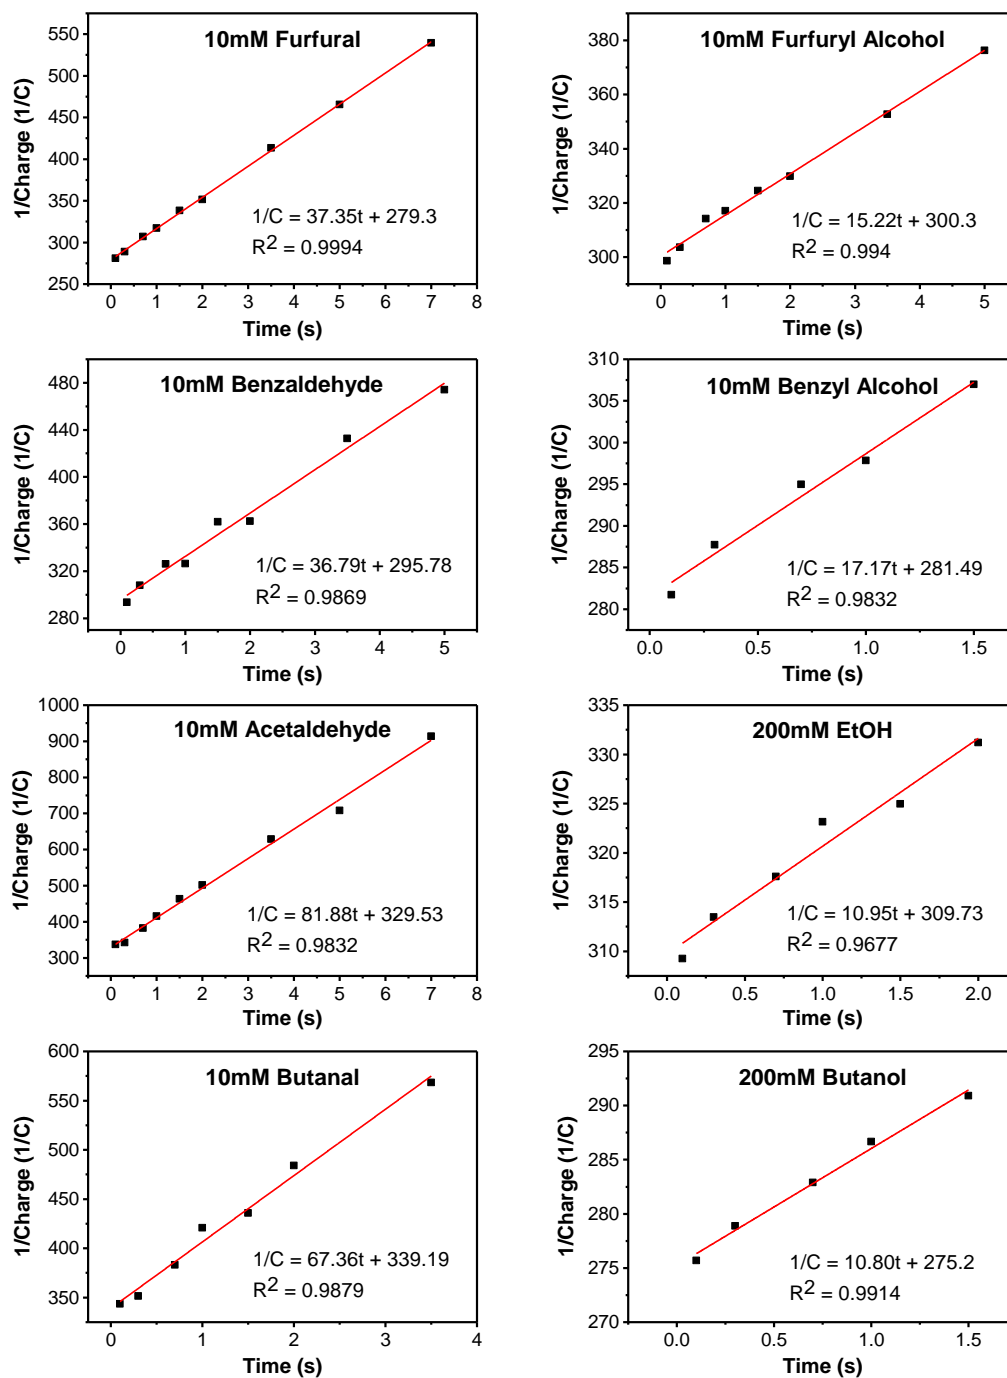 10mM Furfural
1/Charge (1/C)
550
500
450
400
350
300
250
1/C = 37.35t + 279.3
R2 = 0.9994
0 1 2 3 4 5 6 7 8
Time (s)
10mM Furfuryl Alcohol
1/Charge (1/C)
380
360
340
320
300
1/C = 15.22t + 300.3
R2 = 0.994
0 1 2 3 4 5
Time (s)
10mM Benzaldehyde
1/Charge (1/C)
480
440
400
360
320
280
1/C = 36.79t + 295.78
R2 = 0.9869
0 1 2 3 4 5
Time (s)
10mM Benzyl Alcohol
1/Charge (1/C)
310
305
300
295
290
285
280
1/C = 17.17t + 281.49
R2 = 0.9832
0.0 0.5 1.0 1.5
Time (s)
10mM Acetaldehyde
1/Charge (1/C)
1000
900
800
700
600
500
400
300
1/C = 81.88t + 329.53
R2 = 0.9832
0 1 2 3 4 5 6 7 8
Time (s)
200mM EtOH
1/Charge (1/C)
335
330
325
320
315
310
1/C = 10.95t + 309.73
R2 = 0.9677
0.0 0.5 1.0 1.5 2.0
Time (s)
10mM Butanal
1/Charge (1/C)
600
550
500
450
400
350
1/C = 67.36t + 339.19
R2 = 0.9879
0 1 2 3 4
Time (s)
200mM Butanol
1/Charge (1/C)
295
290
285
280
275
270
1/C = 10.80t + 275.2
R2 = 0.9914
0.0 0.5 1.0 1.5
Time (s)